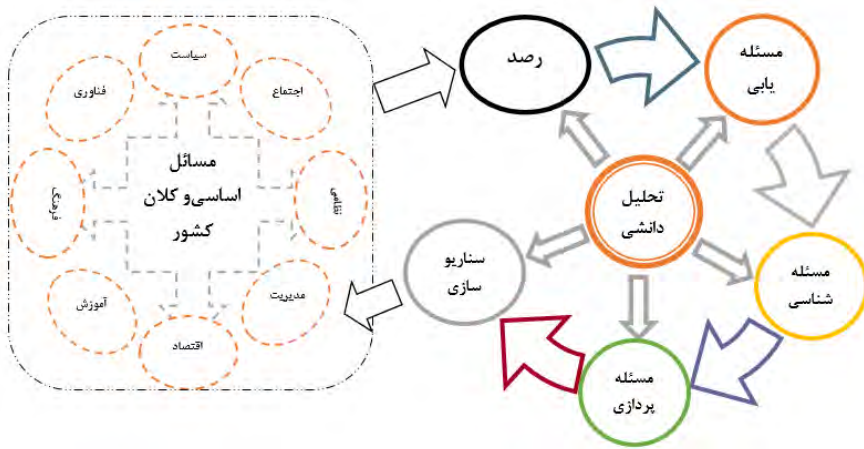 سیاست
اجتماع
نظامی
مدیریت
اقتصاد
آموزش
فرهنگ
فناوری
مسائل
اساسی و کلان
کشور
رصد
مسئله
یابی
مسئله
شناسی
مسئله
پردازی
سناریو
سازی
تحلیل
دانشی